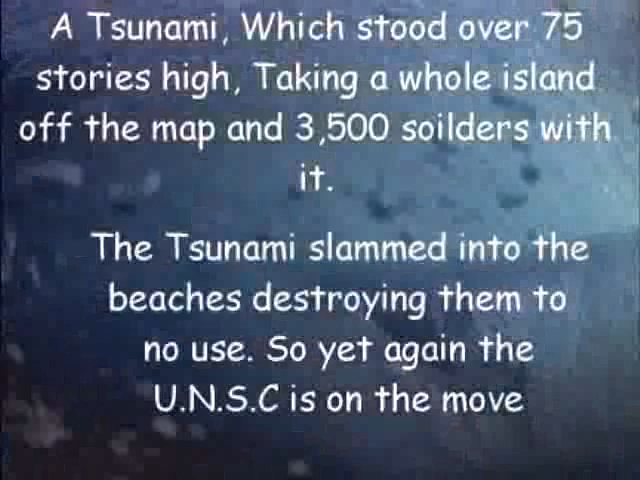 A Tsunami, Which stood over 75
stories high, Taking a whole island
off the map and 3,500 soilders with
it.
The Tsunami slammed into the
beaches destroying them to
no use. So yet again the
U.N.S.C is on the move